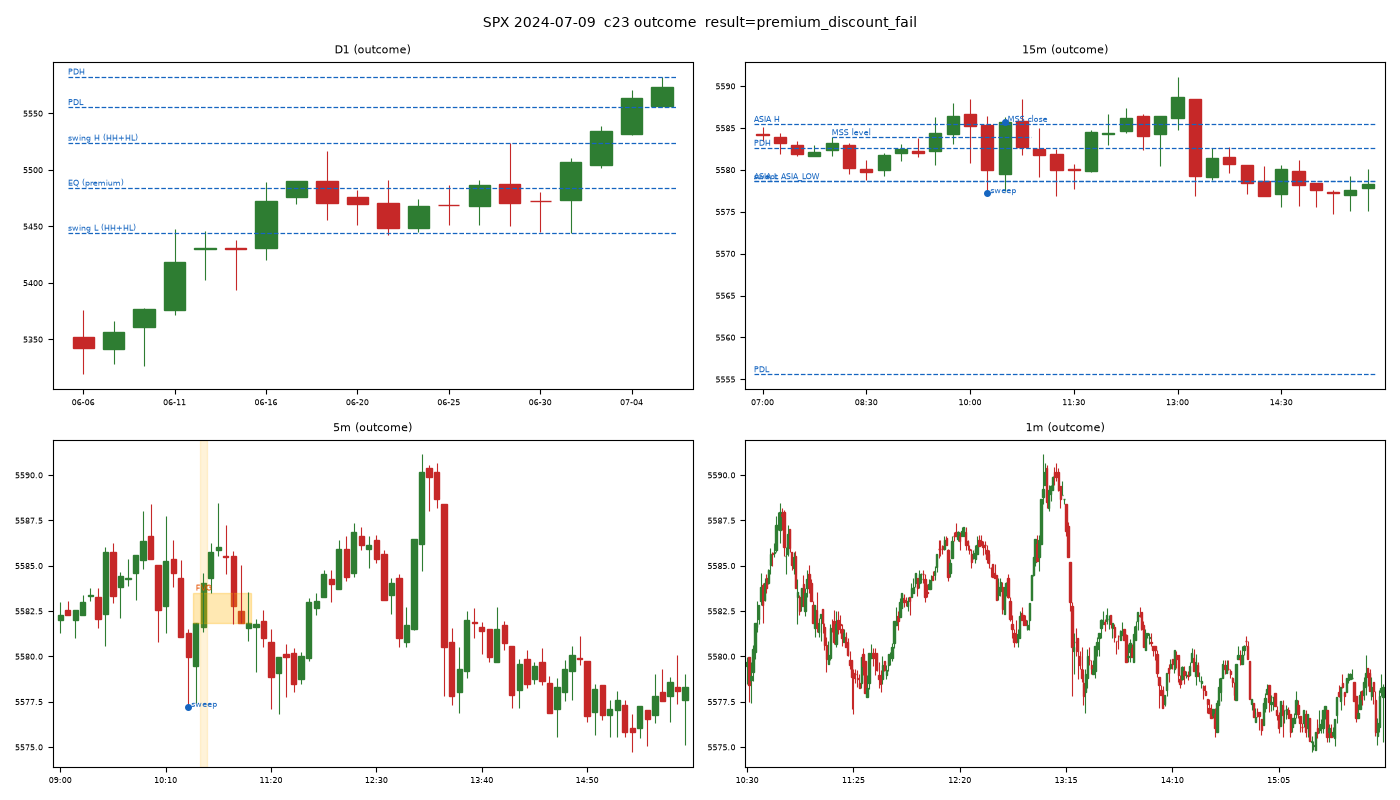 SPX 2024-07-09  c23 outcome  result=premium_discount_fail
D1 (outcome)
PDH
PDL
swing H (HH+HL)
EQ (premium)
swing L (HH+HL)
5550
5500
5450
5400
5350
06-06
06-11
06-16
06-20
06-25
06-30
07-04
15m (outcome)
ASIA H
MSS level
MSS close
PDH
ASIA_LOW
sweep
PDL
5590
5585
5580
5575
5570
5565
5560
5555
07:00
08:30
10:00
11:30
13:00
14:30
5m (outcome)
sweep
5590.0
5587.5
5585.0
5582.5
5580.0
5577.5
5575.0
09:00
10:10
11:20
12:30
13:40
14:50
1m (outcome)
5590.0
5587.5
5585.0
5582.5
5580.0
5577.5
5575.0
10:30
11:25
12:20
13:15
14:10
15:05